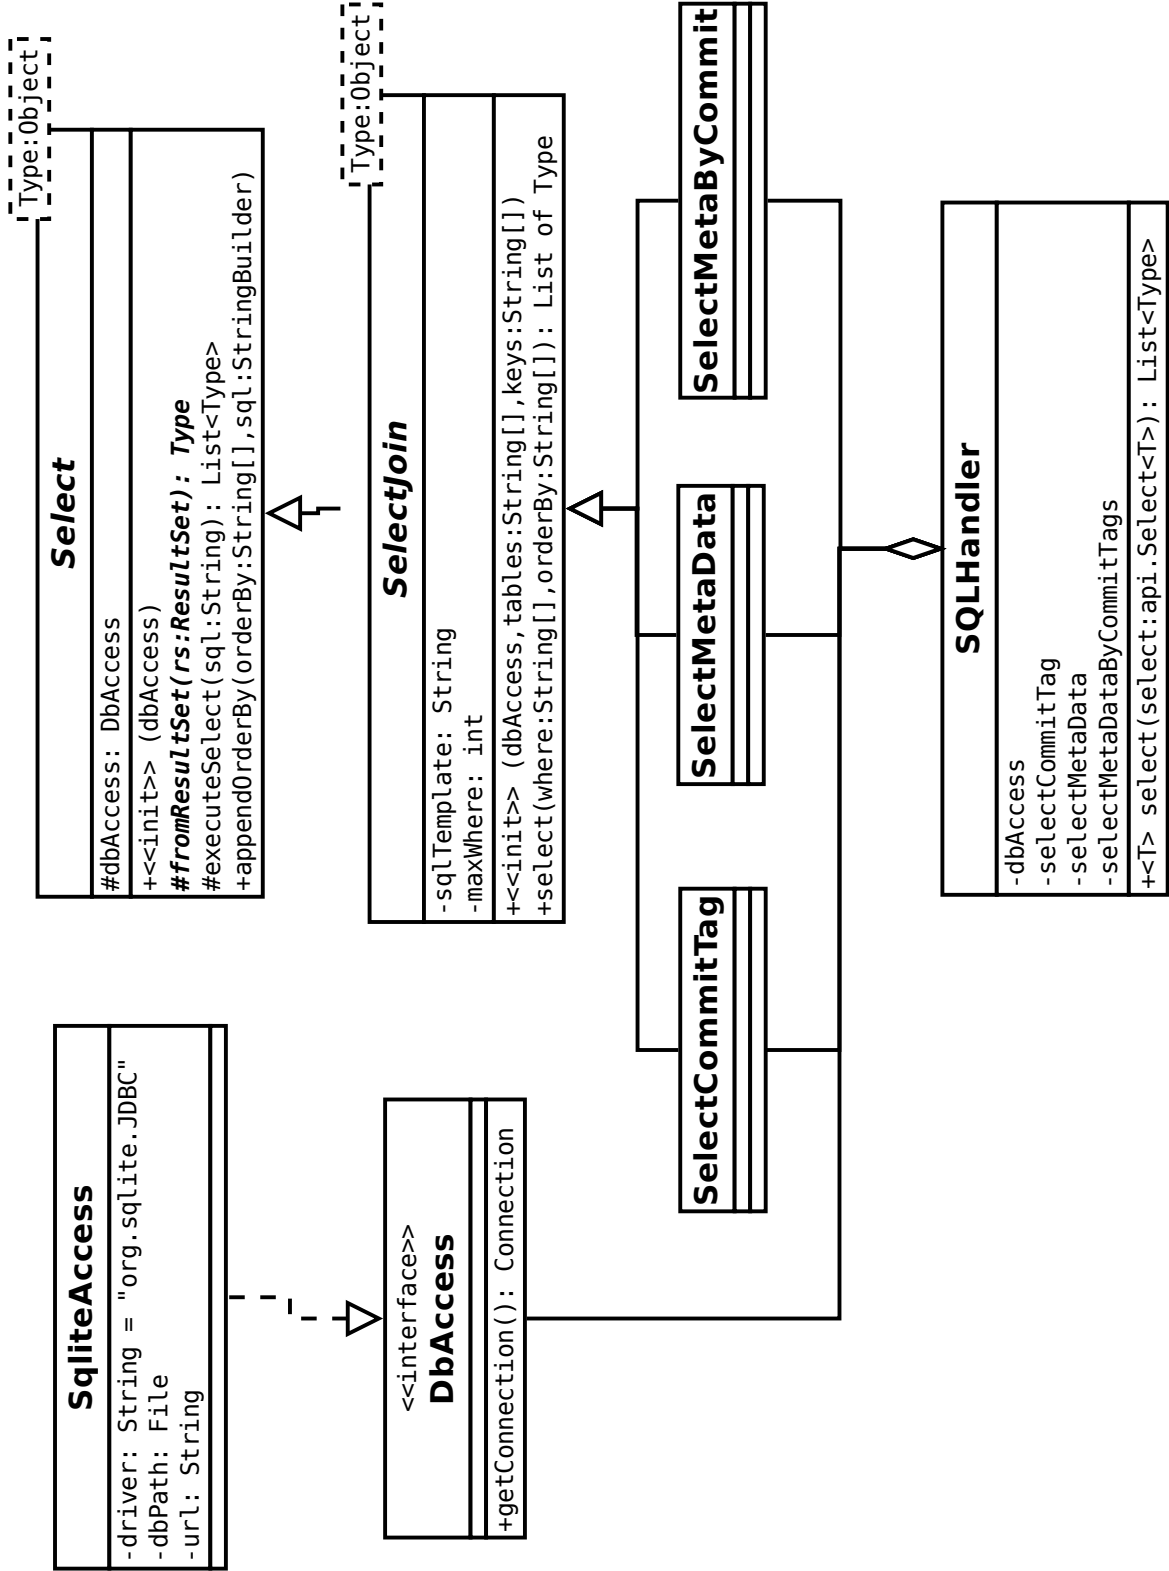 SqliteAccess
-driver: String = "org.sqlite.JDBC"
-dbPath: File
-url: String
Type:Object
Select
#dbAccess: DbAccess
+<<init>> (dbAccess)
#fromResultSet(rs:ResultSet): Type
#executeSelect(sql:String): List<Type>
+appendOrderBy(orderBy:String[],sql:StringBuilder)
<<interface>>
DbAccess
+getConnection(): Connection
Type:Object
SelectJoin
-sqlTemplate: String
-maxWhere: int
+<<init>> (dbAccess,tables:String[],keys:String[])
+select(where:String[],orderBy:String[]): List of Type
SelectCommitTag
SelectMetaData
SelectMetaByCommit
SQLHandler
-dbAccess
-selectCommitTag
-selectMetaData
-selectMetaDataByCommitTags
+<T> select(select:api.Select<T>): List<Type>